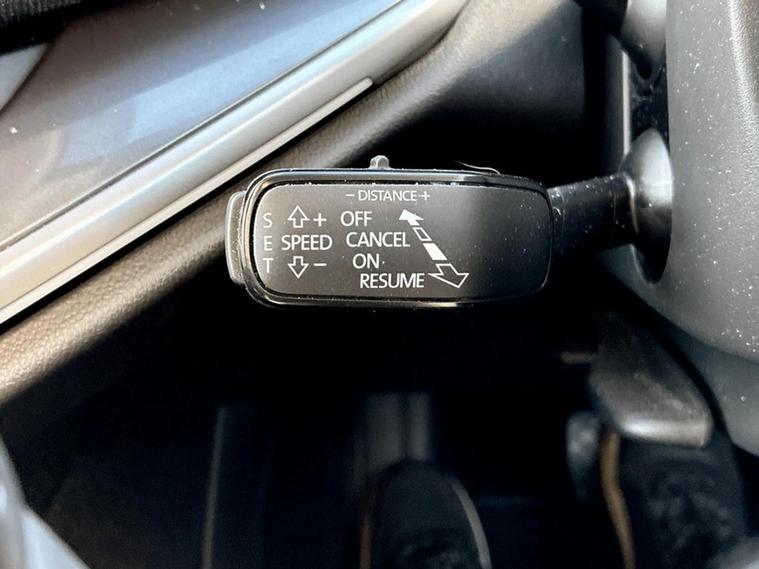 - DISTANCE +
S + OFF
E SPEED CANCEL
T - ON
RESUME